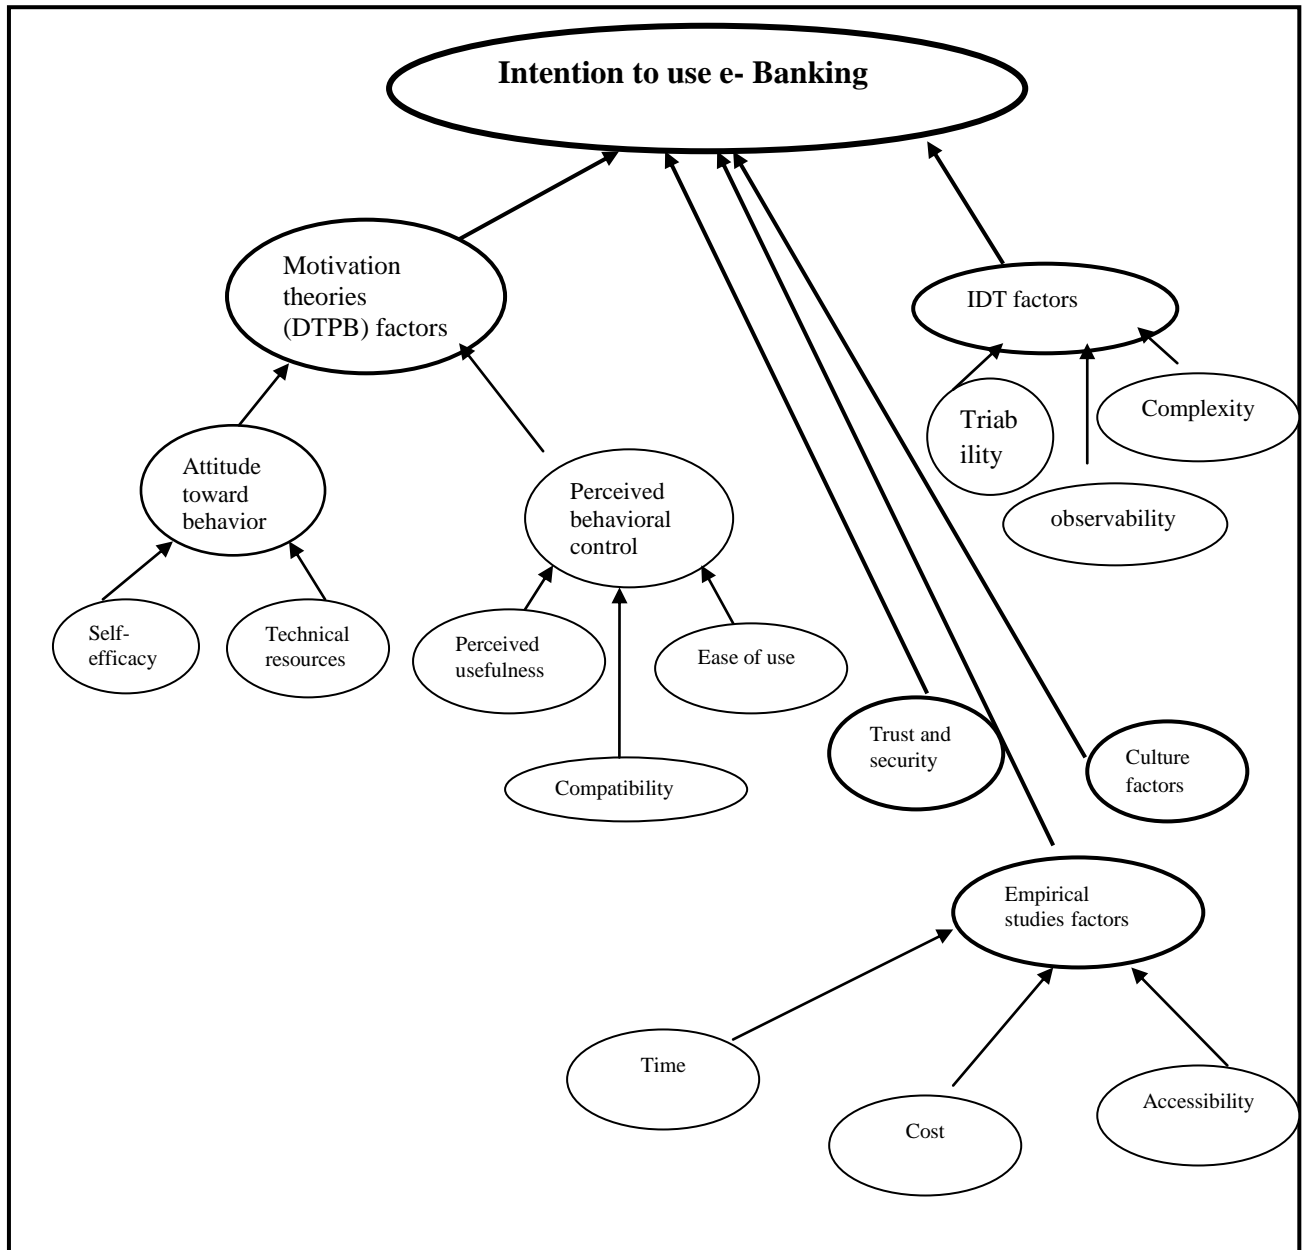 Intention to use e- Banking
Motivation
theories
(DTPB) factors
IDT factors
Triab
ility
Complexity
observability
Attitude
toward
behavior
Perceived
behavioral
control
Self-
efficacy
Technical
resources
Perceived
usefulness
Ease of use
Compatibility
Trust and
security
Culture
factors
Empirical
studies factors
Time
Cost
Accessibility